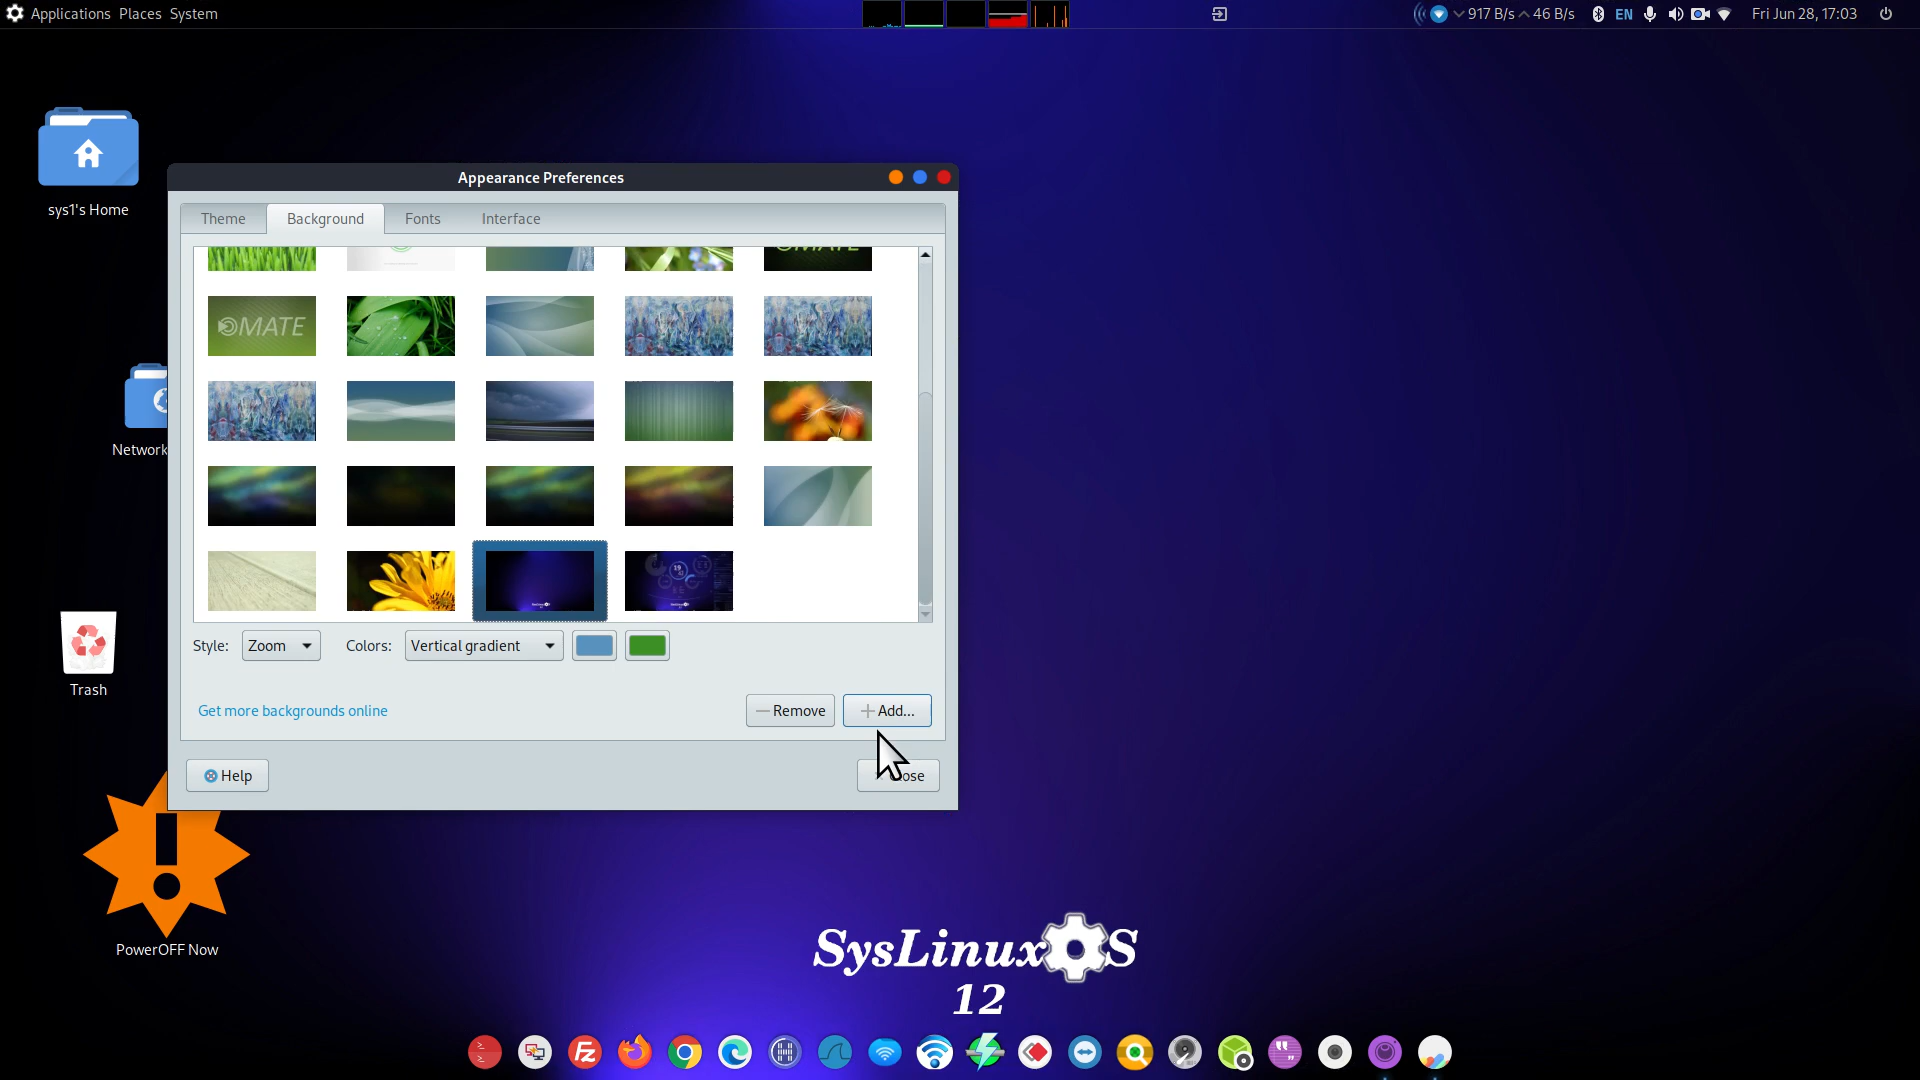 Applications Places System
917 B/s 46 B/s EN Fri Jun 28, 17:03
sys1's Home
Appearance Preferences
Theme Background Fonts Interface
MATE
Network
Style: Zoom Colors: Vertical gradient
Trash
Get more backgrounds online
Remove Add...
Help
PowerOFF Now
SysLinuxOS
12